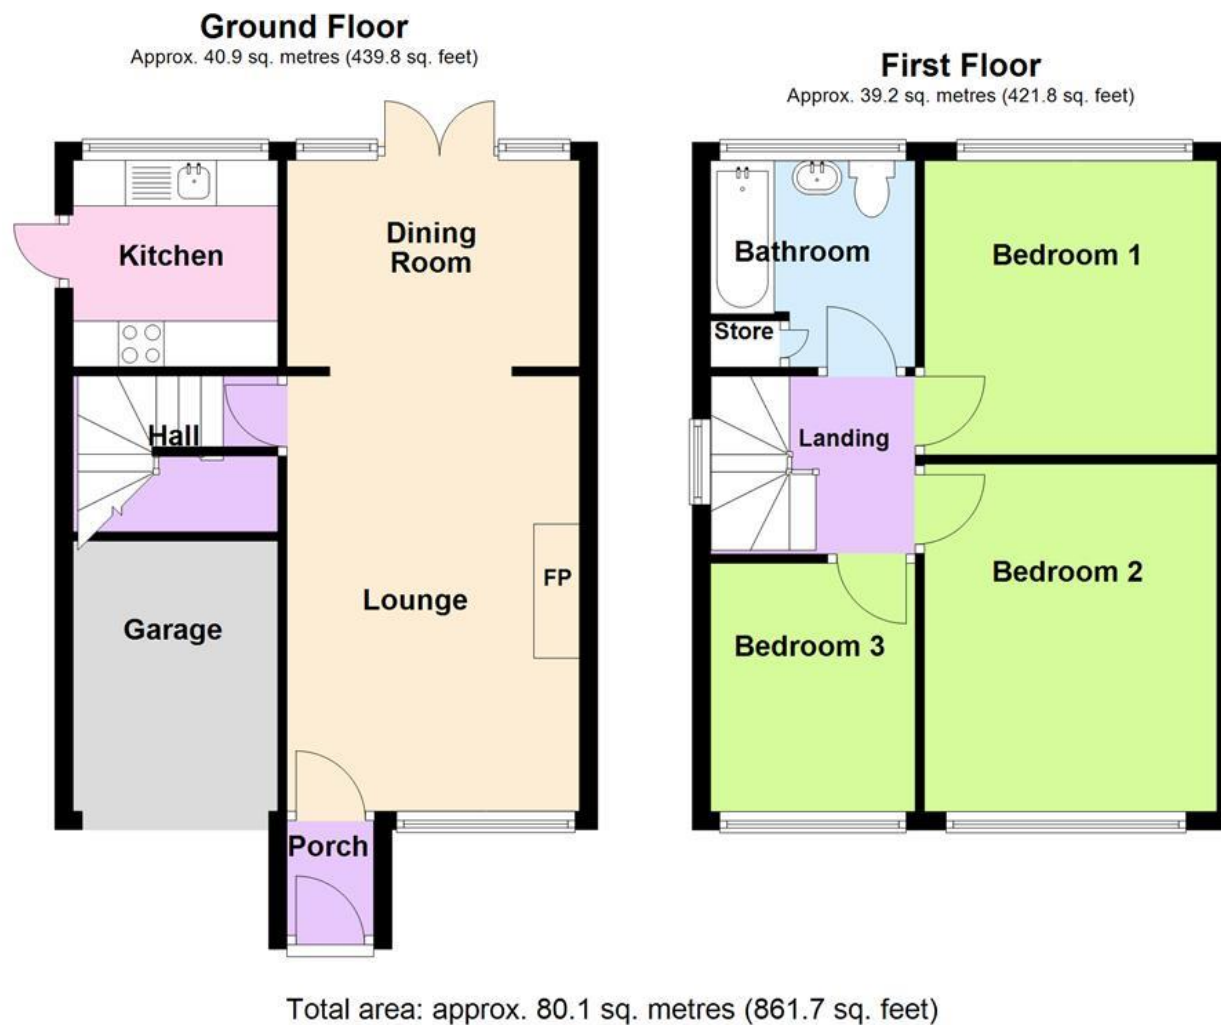 Ground Floor
Approx. 40.9 sq. metres (439.8 sq. feet)
Kitchen
Dining
Room
Hall
Lounge
FP
Garage
Porch
First Floor
Approx. 39.2 sq. metres (421.8 sq. feet)
Bathroom
Bedroom 1
Store
Landing
Bedroom 2
Bedroom 3
Total area: approx. 80.1 sq. metres (861.7 sq. feet)